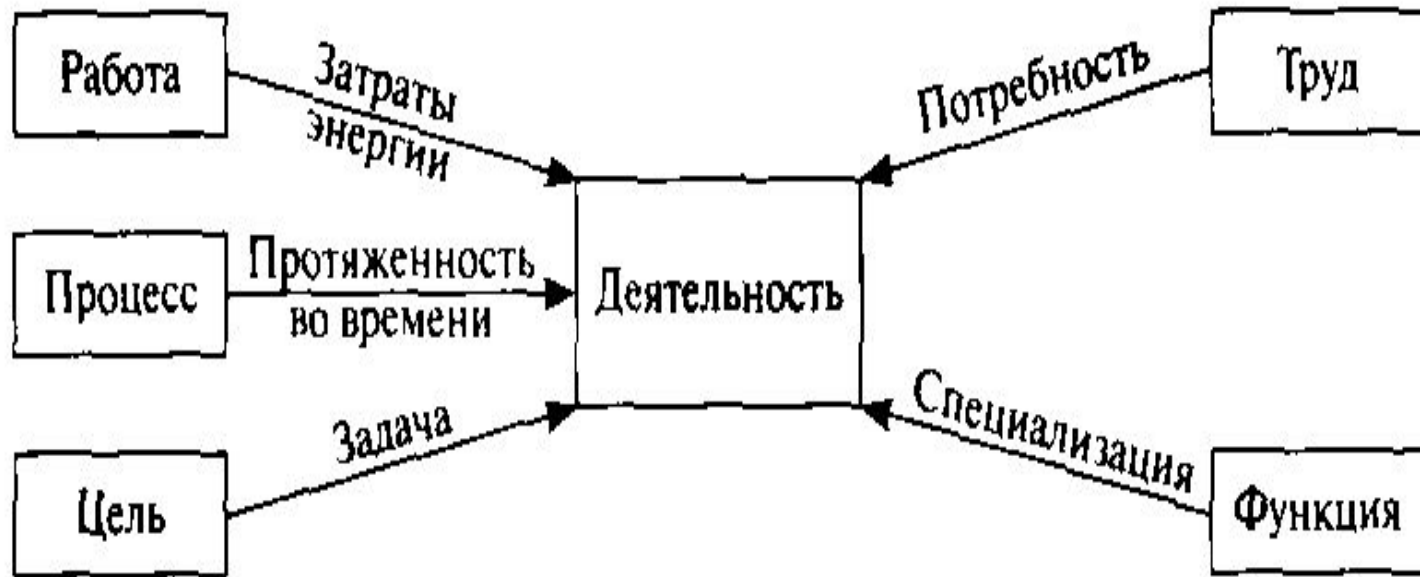 Работа
Затраты
энергии
Потребность
Труд
Процесс
Протяженность
во времени
Деятельность
Цель
Задача
Специализация
Функция